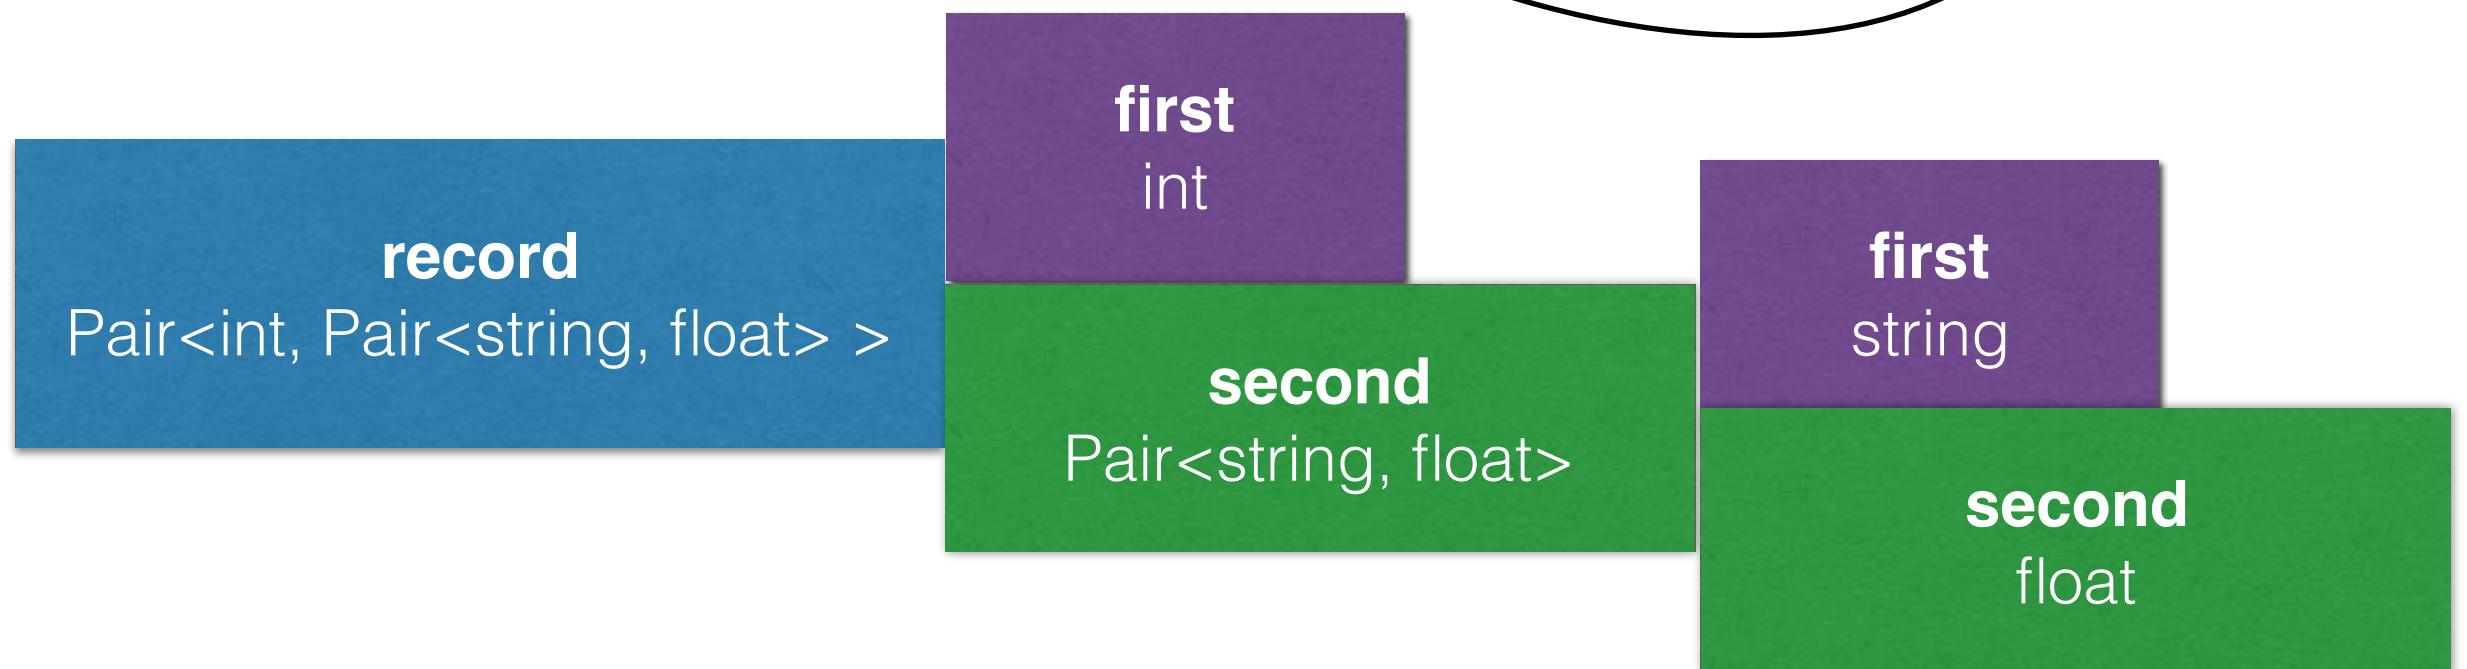 record
Pair<int, Pair<string, float> >
first
int
second
Pair<string, float>
first
string
second
float